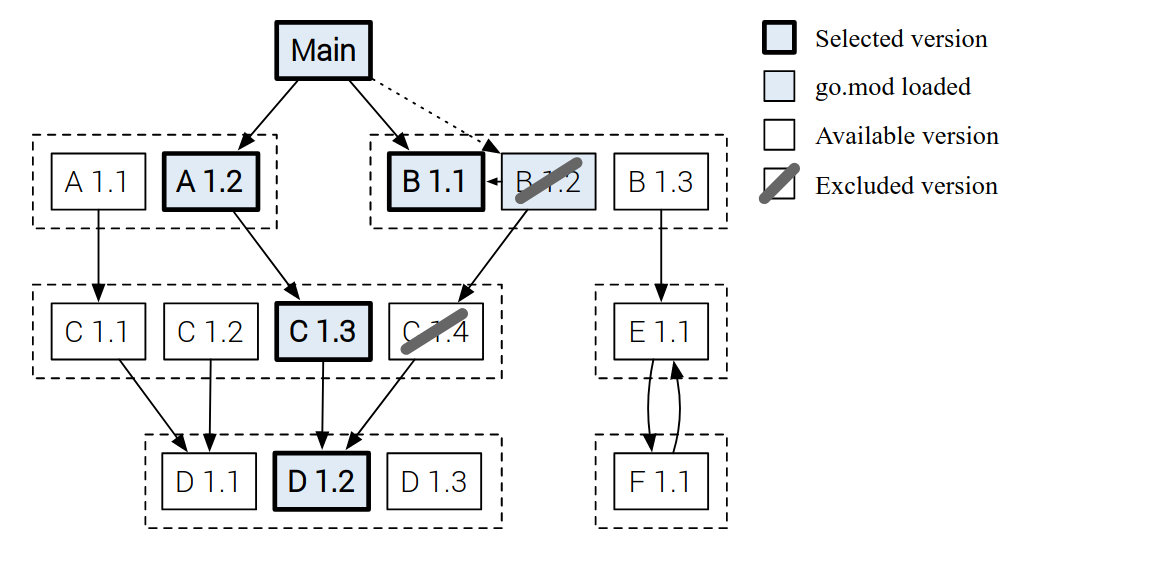 Main
Selected version
go.mod loaded
Available version
Excluded version
A 1.1 A 1.2 B 1.1 B 1.2 B 1.3
C 1.1 C 1.2 C 1.3 C 1.4 E 1.1
D 1.1 D 1.2 D 1.3 F 1.1